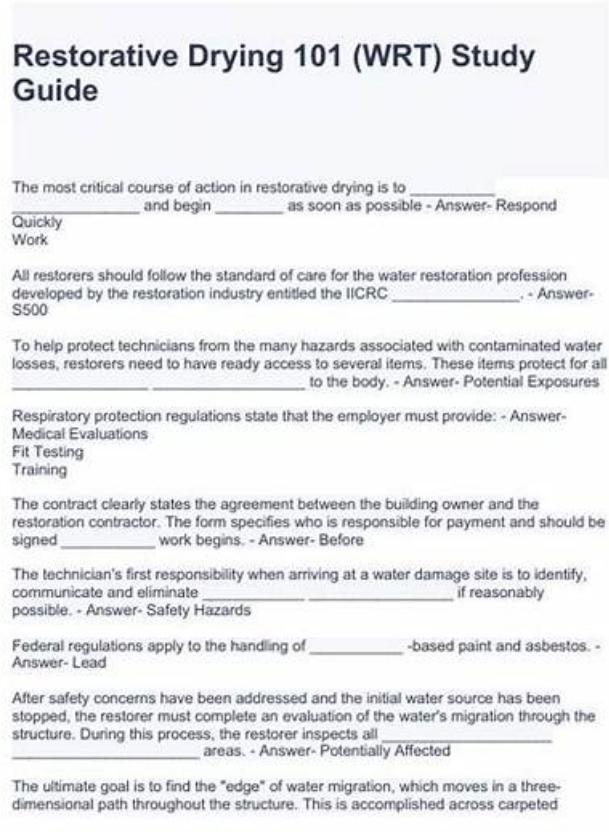 Restorative Drying 101 (WRT) Study
Guide
The most critical course of action in restorative drying is to __________
_______________ and begin ________ as soon as possible - Answer- Respond
Quickly
Work
All restorers should follow the standard of care for the water restoration profession
developed by the restoration industry entitled the IICRC _______________. - Answer-
S500
To help protect technicians from the many hazards associated with contaminated water
losses, restorers need to have ready access to several items. These items protect for all
________________ __________________ to the body. - Answer- Potential Exposures
Respiratory protection regulations state that the employer must provide: - Answer-
Medical Evaluations
Fit Testing
Training
The contract clearly states the agreement between the building owner and the
restoration contractor. The form specifies who is responsible for payment and should be
signed ___________ work begins. - Answer- Before
The technician's first responsibility when arriving at a water damage site is to identify,
communicate and eliminate ____________ _________________ if reasonably
possible. - Answer- Safety Hazards
Federal regulations apply to the handling of ___________ -based paint and asbestos. -
Answer- Lead
After safety concerns have been addressed and the initial water source has been
stopped, the restorer must complete an evaluation of the water's migration through the
structure. During this process, the restorer inspects all ____________________
______________________ areas. - Answer- Potentially Affected
The ultimate goal is to find the "edge" of water migration, which moves in a three-
dimensional path throughout the structure. This is accomplished across carpeted